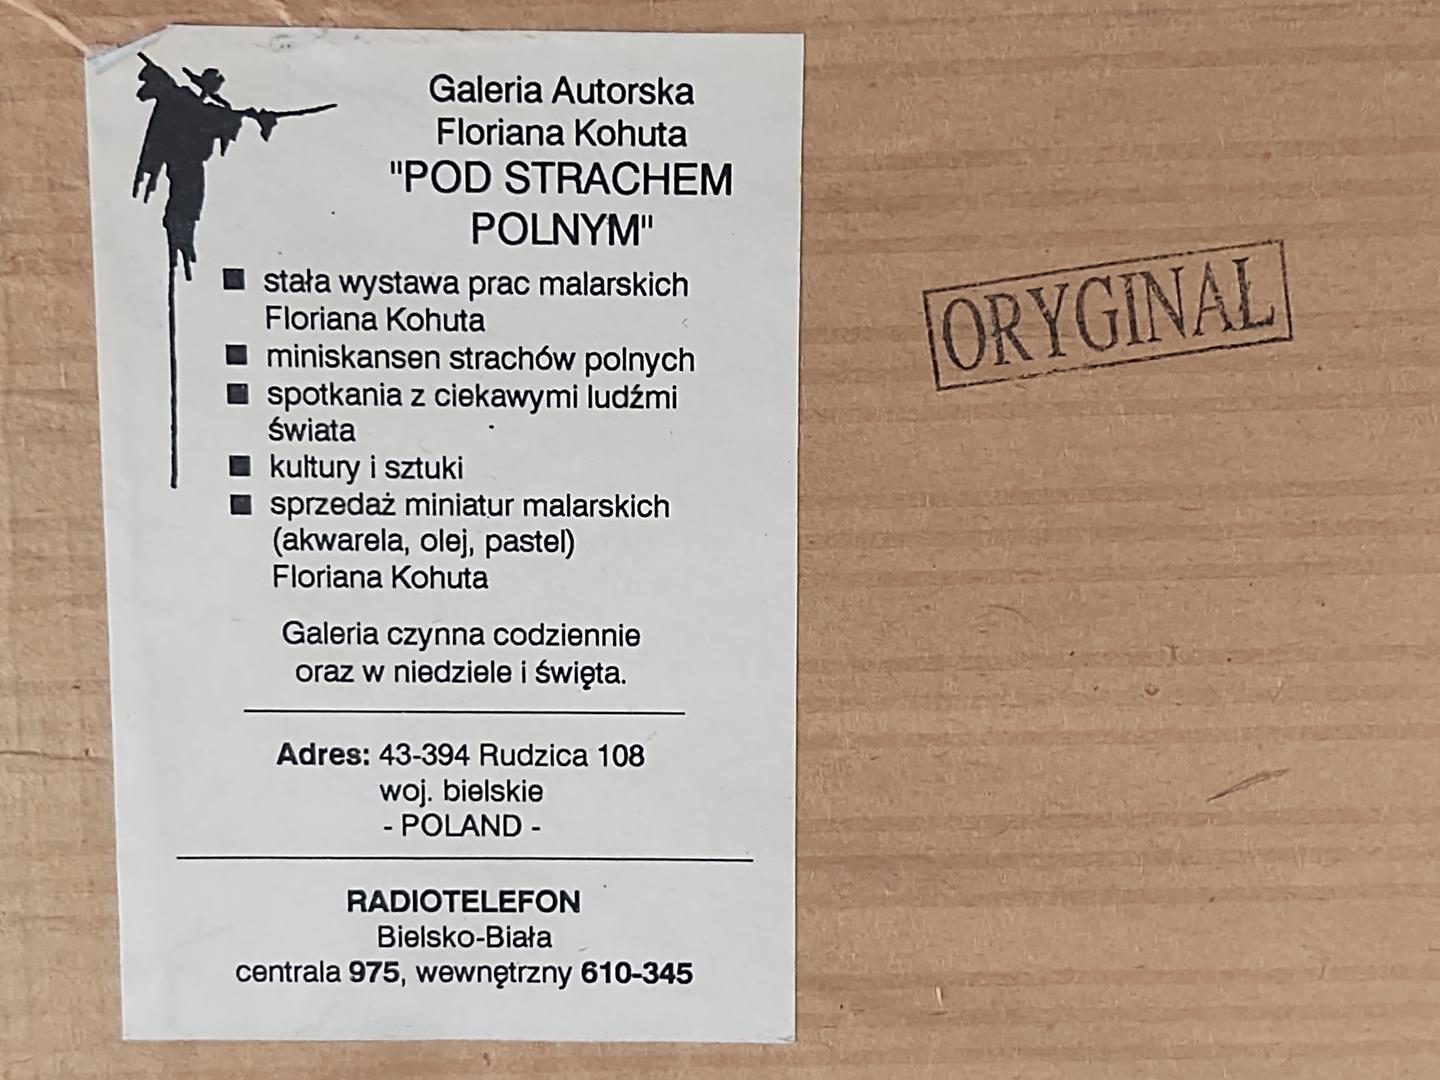 Galeria Autorska
Floriana Kohuta
"POD STRACHEM
POLNYM"
■ stała wystawa prac malarskich
Floriana Kohuta
■ miniskansen strachów polnych
■ spotkania z ciekawymi ludźmi
świata
■ kultury i sztuki
■ sprzedaż miniatur malarskich
(akwarela, olej, pastel)
Floriana Kohuta
Galeria czynna codziennie
oraz w niedziele i święta.
Adres: 43-394 Rudzica 108
woj. bielskie
- POLAND -
RADIOTELEFON
Bielsko-Biała
centrala 975, wewnętrzny 610-345
ORYGINAŁ